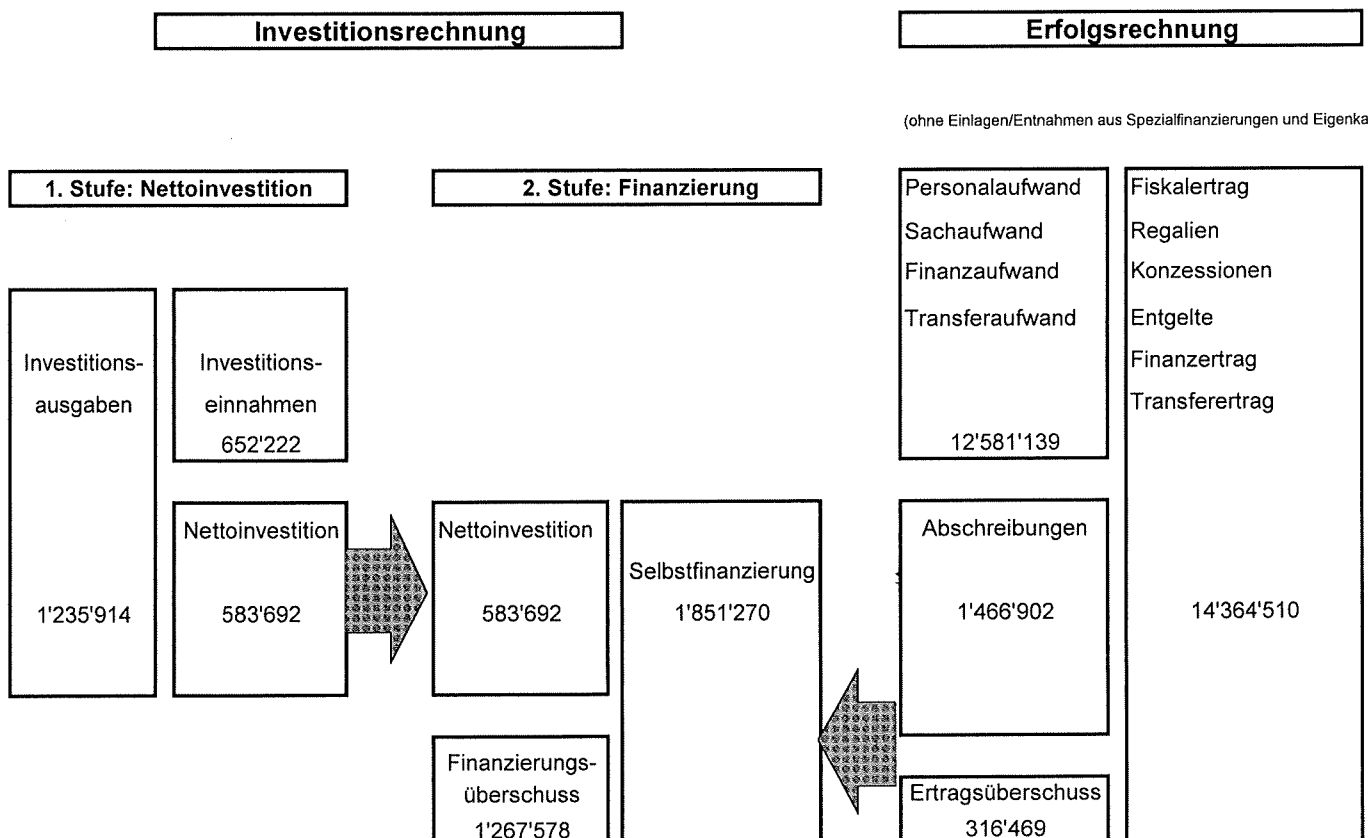 Investitionsrechnung
Erfolgsrechnung
(ohne Einlagen/Entnahmen aus Spezialfinanzierungen und Eigenka
1. Stufe: Nettoinvestition
2. Stufe: Finanzierung
Investitions-
ausgaben
1'235'914
Investitions-
einnahmen
652'222
Nettoinvestition
583'692
Nettoinvestition
583'692
Finanzierungs-
überschuss
1'267'578
Selbstfinanzierung
1'851'270
Personalaufwand
Sachaufwand
Finanzaufwand
Transferaufwand
12'581'139
Abschreibungen
1'466'902
Ertragsüberschuss
316'469
Fiskalertrag
Regalien
Konzessionen
Entgelte
Finanzertrag
Transferertrag
14'364'510